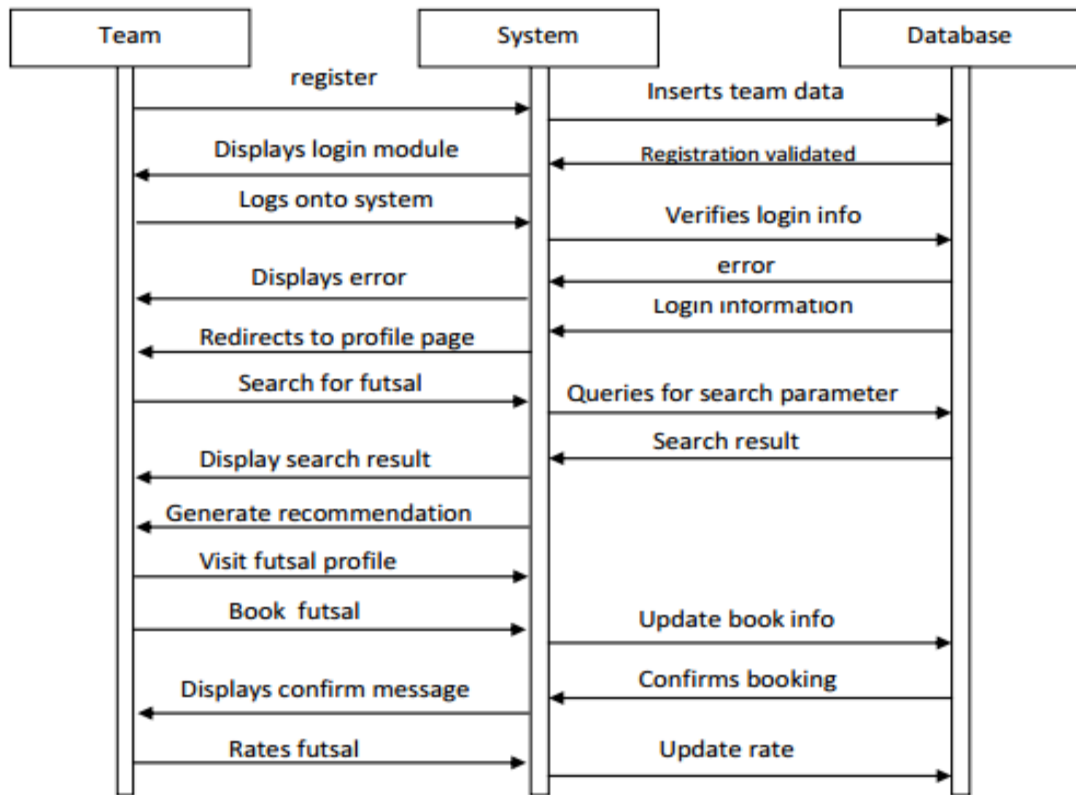 Team
System
Database
register
Inserts team data
Displays login module
Registration validated
Logs onto system
Verifies login info
error
Displays error
Login information
Redirects to profile page
Search for futsal
Queries for search parameter
Search result
Display search result
Generate recommendation
Visit futsal profile
Book futsal
Update book info
Confirms booking
Displays confirm message
Rates futsal
Update rate